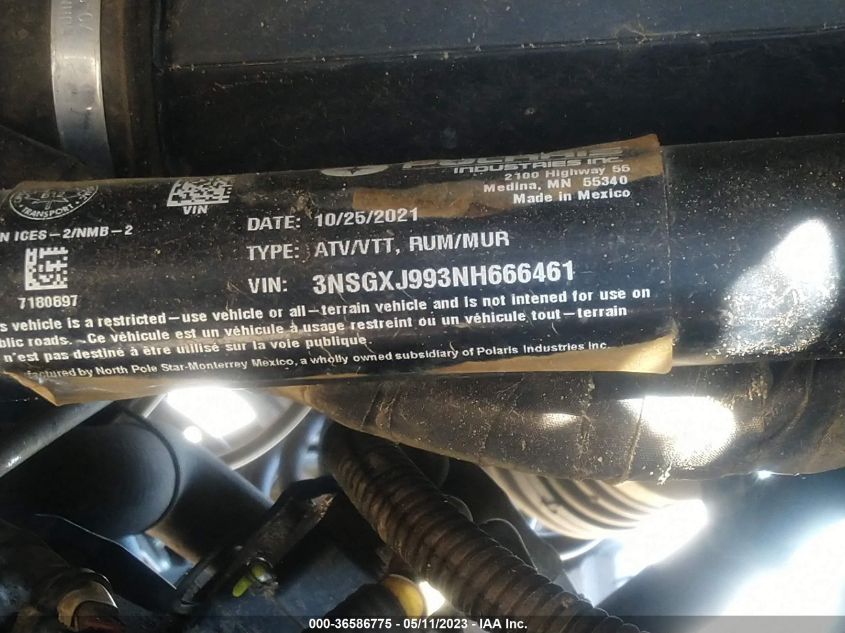 POLARIS
INDUSTRIES INC.
2100 Highway 55
Medina, MN 55340
Made in Mexico
TRANSPORT
VIN
N ICES-2/NMB-2
7180897
DATE: 10/25/2021
TYPE: ATV/VTT, RUM/MUR
VIN: 3NSGXJ993NH666461
s vehicle is a restricted-use vehicle or all-terrain vehicle and is not intended for use on
blic roads. Ce véhicule est un véhicule à usage restreint ou un véhicule tout-terrain
n'est pas destiné à être utilisé sur la voie publique
factured by North Pole Star-Monterrey Mexico, a wholly owned subsidiary of Polaris Industries Inc.
000-36586775 - 05/11/2023 - IAA Inc.